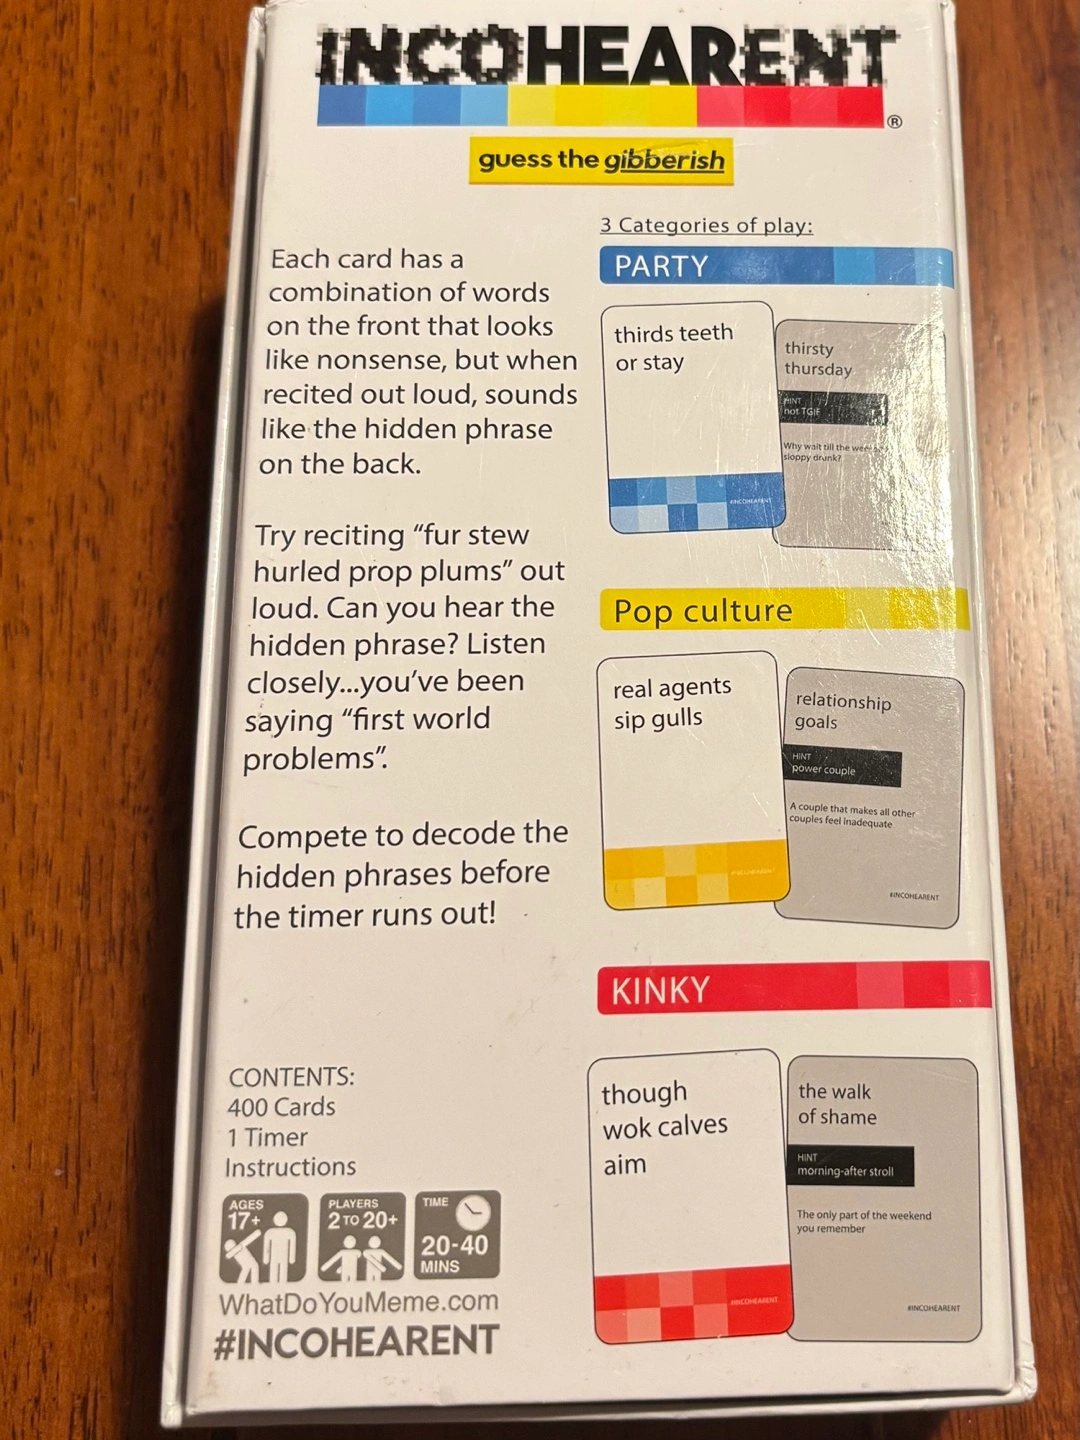 INCOHEARENT
®
guess the gibberish
Each card has a
combination of words
on the front that looks
like nonsense, but when
recited out loud, sounds
like the hidden phrase
on the back.
Try reciting “fur stew
hurled prop plums” out
loud. Can you hear the
hidden phrase? Listen
closely...you’ve been
saying “first world
problems”.
Compete to decode the
hidden phrases before
the timer runs out!
3 Categories of play:
PARTY
thirds teeth
or stay
#INCOHEARENT
thirsty
thursday
HINT
not TGIF
Why wait till the
sloppy drunk?
Pop culture
real agents
sip gulls
#INCOHEARENT
relationship
goals
HINT
power couple
A couple that makes all other
couples feel inadequate
#INCOHEARENT
KINKY
though
wok calves
aim
#INCOHEARENT
the walk
of shame
HINT
morning-after stroll
The only part of the weekend
you remember
#INCOHEARENT
CONTENTS:
400 Cards
1 Timer
Instructions
AGES
17+
PLAYERS
2 TO 20+
TIME
20-40
MINS
WhatDoYouMeme.com
#INCOHEARENT